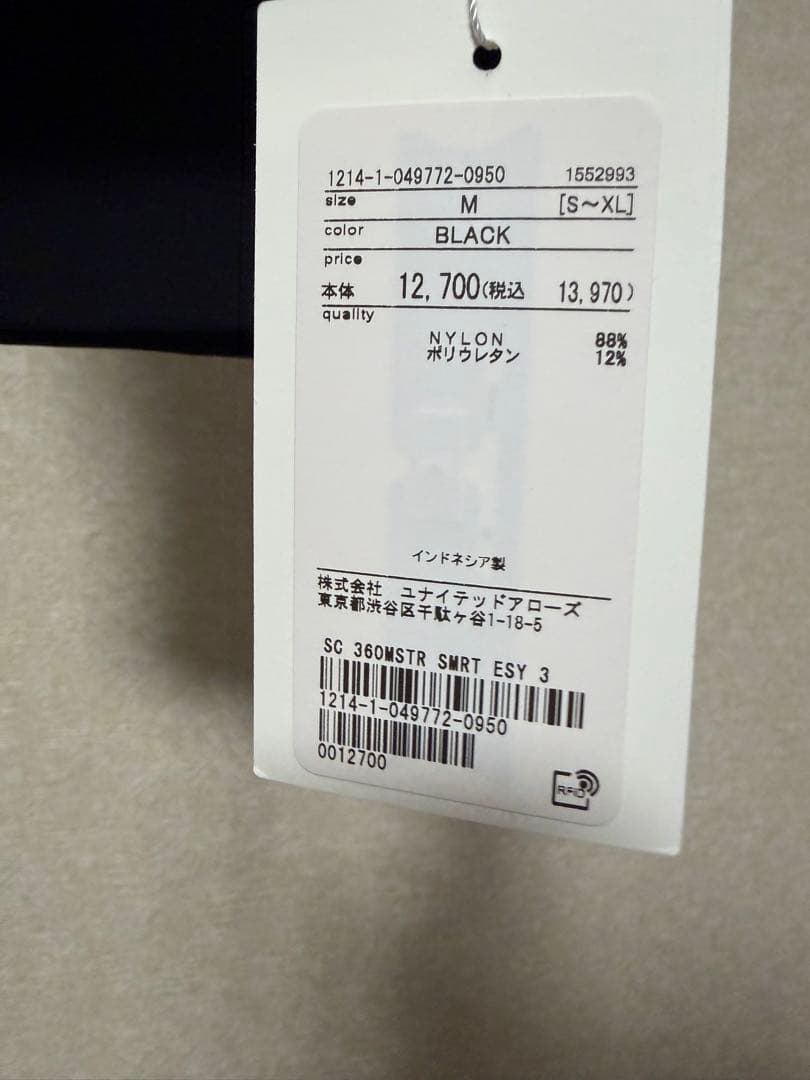 1214-1-049772-0950 1552993
size M [S～XL]
color BLACK
price
本体 12,700(税込 13,970)
quality
NYLON 88%
ポリウレタン 12%
インドネシア製
株式会社 ユナイテッドアローズ
東京都渋谷区千駄ヶ谷1-18-5
SC 360MSTR SMRT ESY 3
1214-1-049772-0950
0012700
RFID